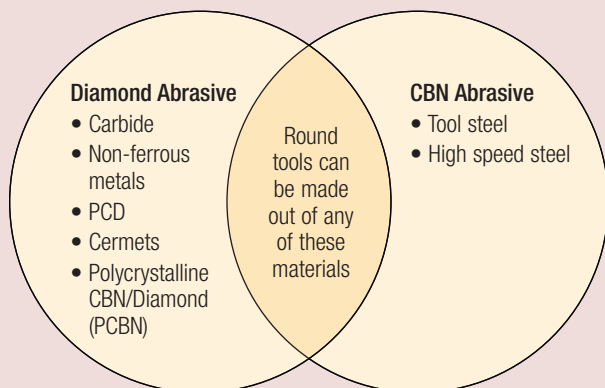 Diamond Abrasive
• Carbide
• Non-ferrous
metals
• PCD
• Cermets
• Polycrystalline
CBN/Diamond
(PCBN)
Round
tools can
be made
out of any
of these
materials
CBN Abrasive
• Tool steel
• High speed steel